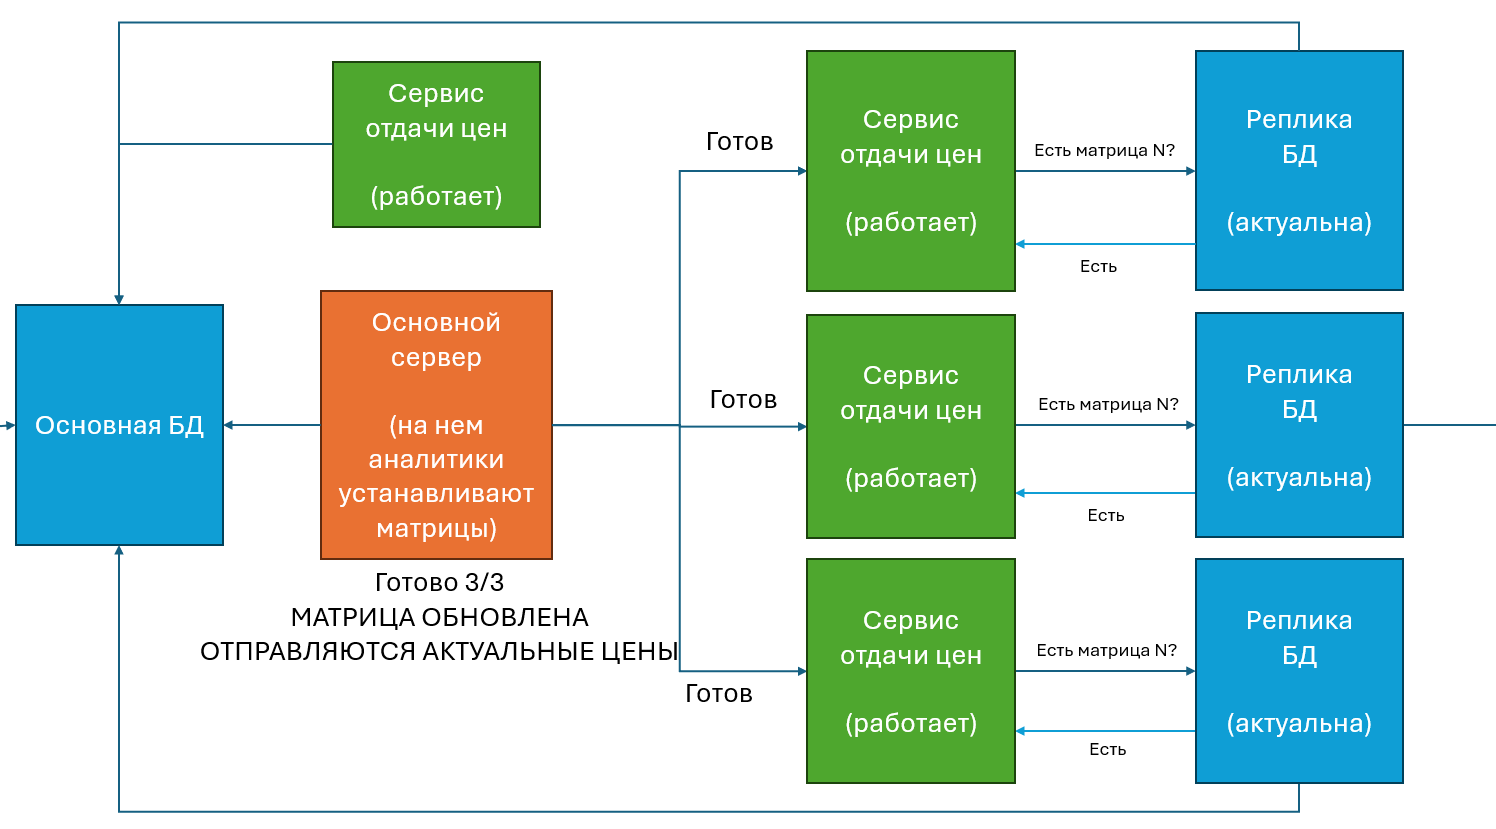 Сервис
отдачи цен
(работает)
Основная БД
Основной
сервер
(на нем
аналитики
устанавливают
матрицы)
Готово 3/3
МАТРИЦА ОБНОВЛЕНА
ОТПРАВЛЯЮТСЯ АКТУАЛЬНЫЕ ЦЕНЫ
Готов
Сервис
отдачи цен
(работает)
Есть матрица N?
Есть
Реплика
БД
(актуальна)
Готов
Сервис
отдачи цен
(работает)
Есть матрица N?
Есть
Реплика
БД
(актуальна)
Готов
Сервис
отдачи цен
(работает)
Есть матрица N?
Есть
Реплика
БД
(актуальна)